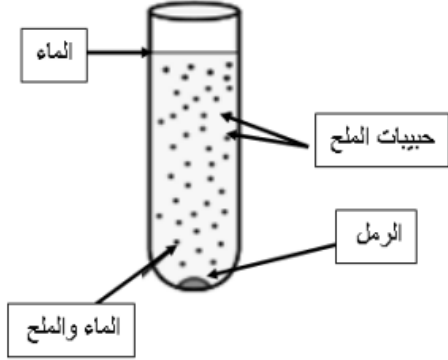 الماء
حبيبات الملح
الرمل
الماء والملح